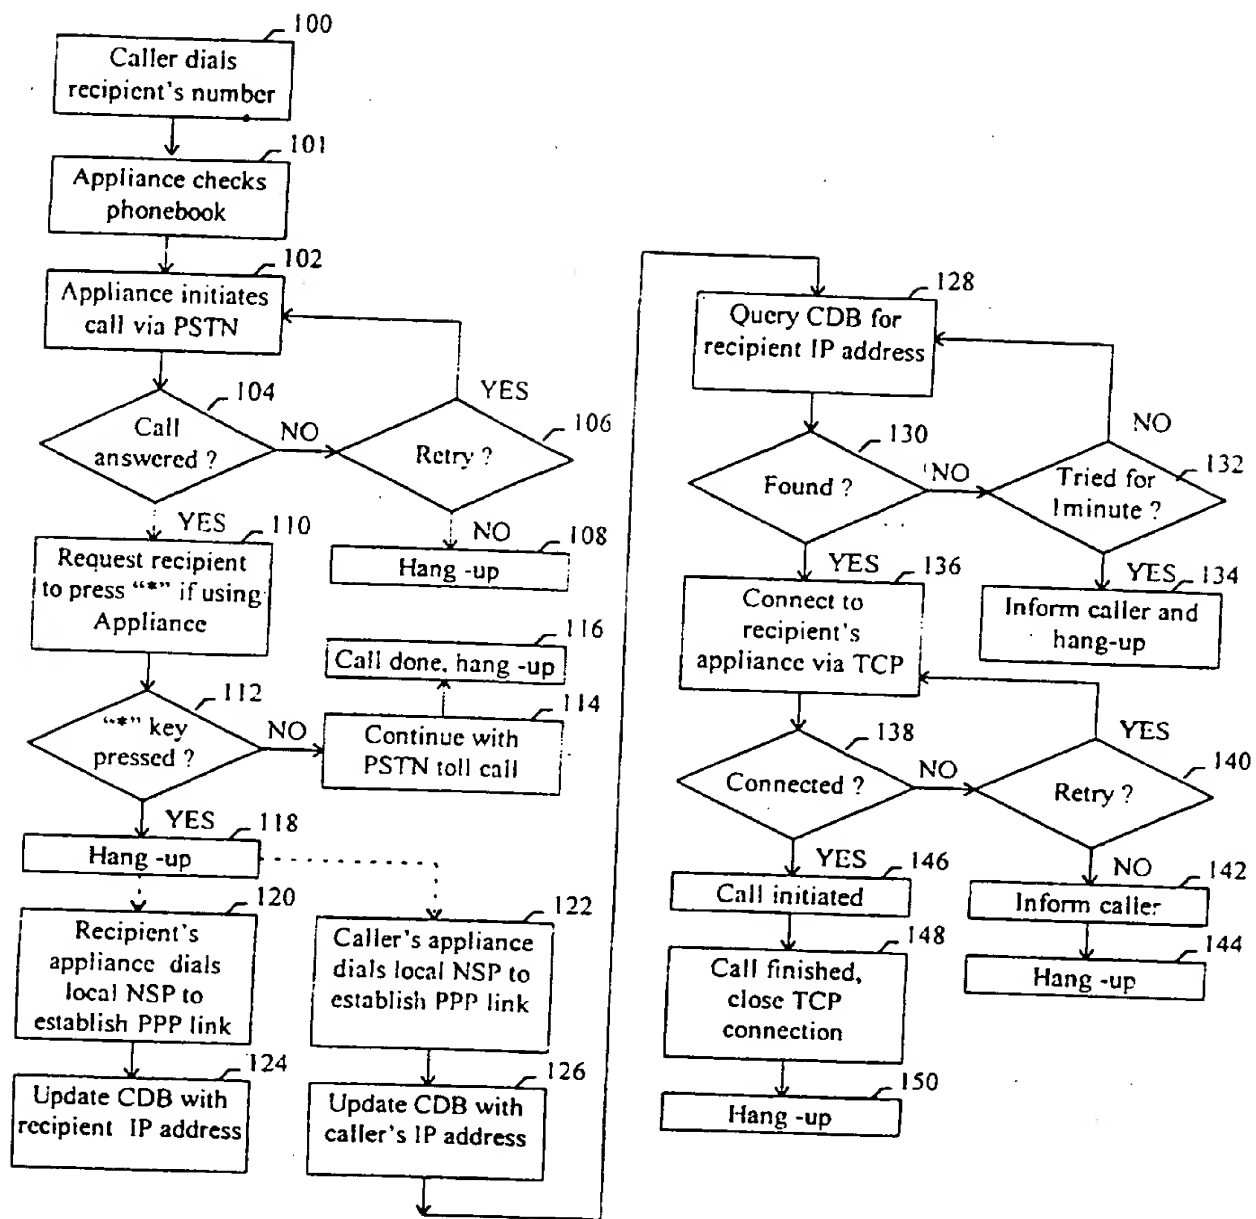 100
Caller dials
recipient's number
101
Appliance checks
phonebook
102
Appliance initiates
call via PSTN
104
Call
answered ?
NO
YES
106
Retry ?
YES
NO
108
Hang -up
110
Request recipient
to press “*” if using
Appliance
112
“*” key
pressed ?
NO
116
Call done, hang -up
114
Continue with
PSTN toll call
YES
118
Hang -up
120
Recipient's
appliance dials
local NSP to
establish PPP link
122
Caller's appliance
dials local NSP to
establish PPP link
124
Update CDB with
recipient IP address
126
Update CDB with
caller's IP address
128
Query CDB for
recipient IP address
130
Found ?
NO
NO
132
Tried for
1minute ?
YES
136
Connect to
recipient's
appliance via TCP
YES
134
Inform caller and
hang-up
138
Connected ?
NO
YES
140
Retry ?
YES
146
Call initiated
NO
142
Inform caller
148
Call finished,
close TCP
connection
144
Hang -up
150
Hang -up